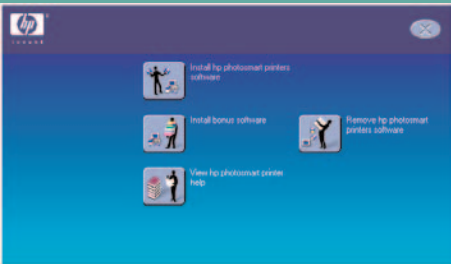 hp
invent
Install hp photosmart printers
software
Install bonus software
Remove hp photosmart
printers software
View hp photosmart printer
help